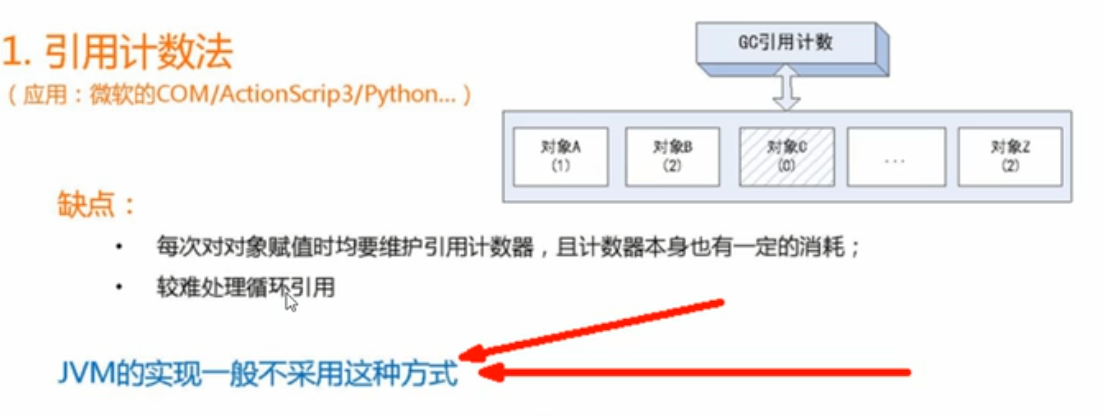 1. 引用计数法
（应用：微软的COM/ActionScrip3/Python...）
GC引用计数
对象A
(1)
对象B
(2)
对象C
(0)
...
对象Z
(2)
缺点：
• 每次对对象赋值时均要维护引用计数器，且计数器本身也有一定的消耗；
• 较难处理循环引用
JVM的实现一般不采用这种方式